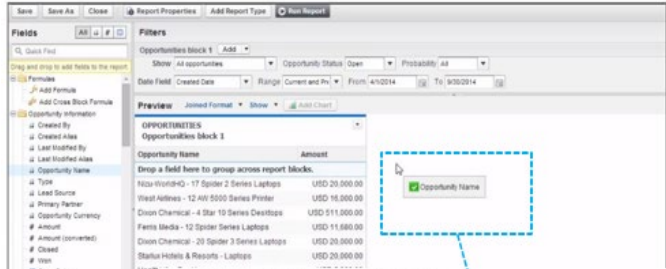 Save Save As Close Report Properties Add Report Type Run Report
Fields All a # Filters
Quick Find
Drag and drop to add fields to the report
Formulas
Add Formula
Add Cross Block Formula
Opportunity Information
Created By
Created Alias
Last Modified By
Last Modified Alias
Opportunity Name
Type
Lead Source
Primary Partner
Opportunity Currency
Amount
Amount (converted)
Closed
Won
Opportunities block 1 Add
Show All opportunities Opportunity Status Open Probability All
Date Field Created Date Range Current and Pre From 4/1/2014 To 9/30/2014
Preview Joined Format Show Add Chart
OPPORTUNITIES
Opportunities block 1
Opportunity Name Amount
Drop a field here to group across report blocks.
WorldHQ - 17 Spider 2 Series Laptops USD 20,000.00
West Airlines - 12 AW 5000 Series Printer USD 16,000.00
Dixon Chemical - 4 Star 10 Series Desktops USD 511,000.00
Ferris Media - 12 Spider Series Laptops USD 11,680.00
Dixon Chemical - 20 Spider 3 Series Laptops USD 20,000.00
Starlux Hotels & Resorts - Laptops USD 20,000.00
Opportunity Name